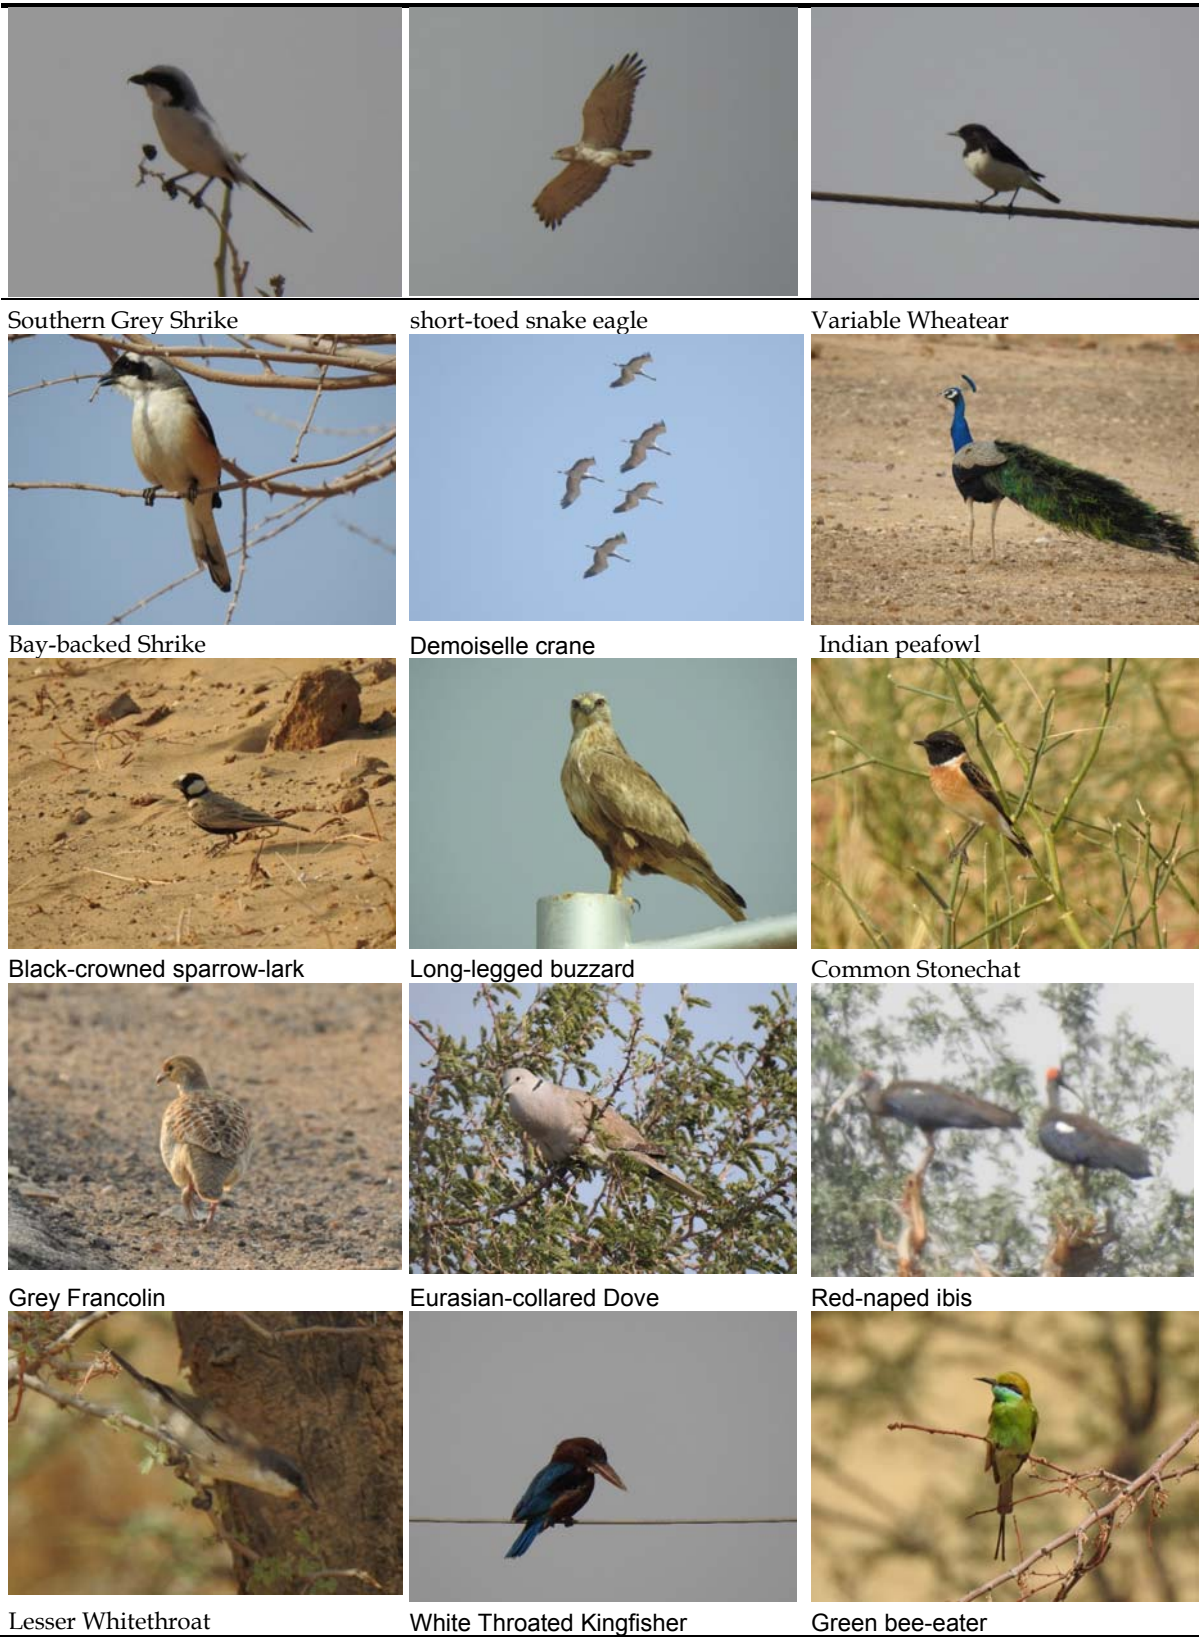 Southern Grey Shrike
short-toed snake eagle
Variable Wheatear
Bay-backed Shrike
Demoiselle crane
Indian peafowl
Black-crowned sparrow-lark
Long-legged buzzard
Common Stonechat
Grey Francolin
Eurasian-collared Dove
Red-naped ibis
Lesser Whitethroat
White Throated Kingfisher
Green bee-eater